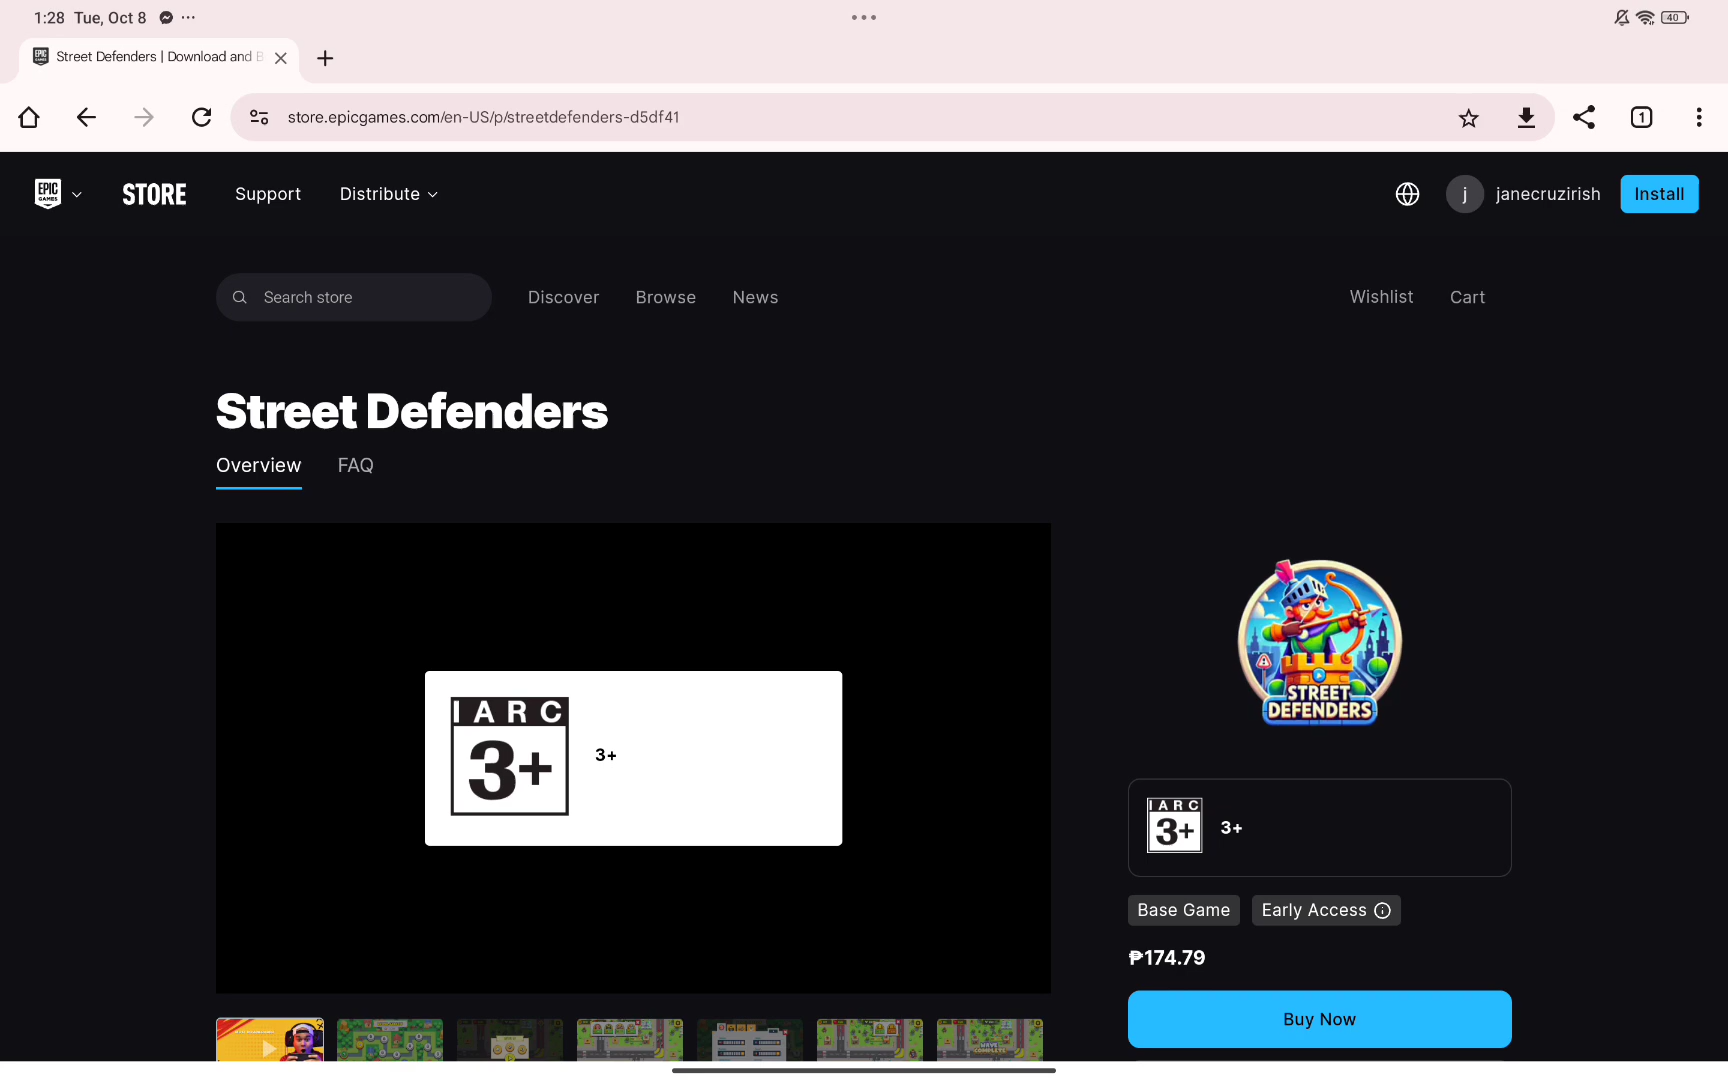 1:28 Tue, Oct 8
40
Street Defenders | Download and B
store.epicgames.com/en-US/p/streetdefenders-d5df41
1
EPIC GAMES
STORE
Support
Distribute
j
janecruzirish
Install
Search store
Discover
Browse
News
Wishlist
Cart
Street Defenders
Overview
FAQ
IARC
3+
3+
STREET
DEFENDERS
IARC
3+
3+
Base Game
Early Access
₱174.79
Buy Now